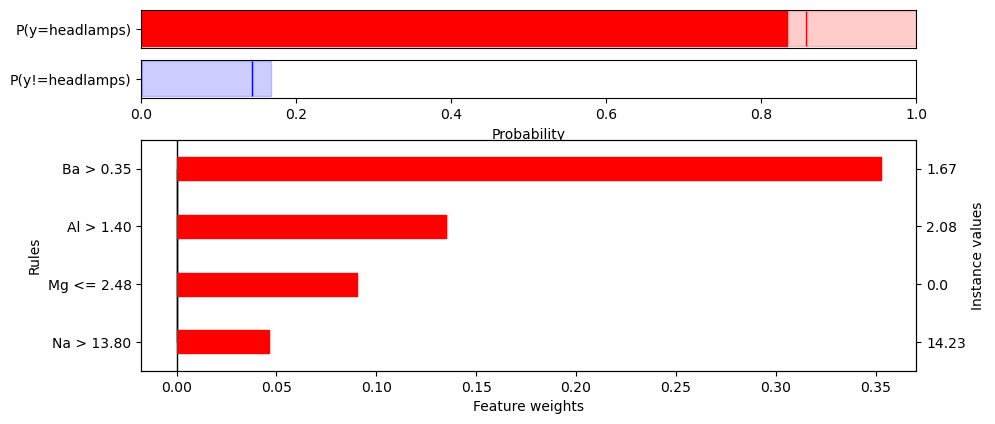 P(y=headlamps)
P(y!=headlamps)
0.0 0.2 0.4 0.6 0.8 1.0
Probability
Rules
Ba > 0.35 1.67
Al > 1.40 2.08
Mg <= 2.48 0.0
Na > 13.80 14.23
Instance values
0.00 0.05 0.10 0.15 0.20 0.25 0.30 0.35
Feature weights